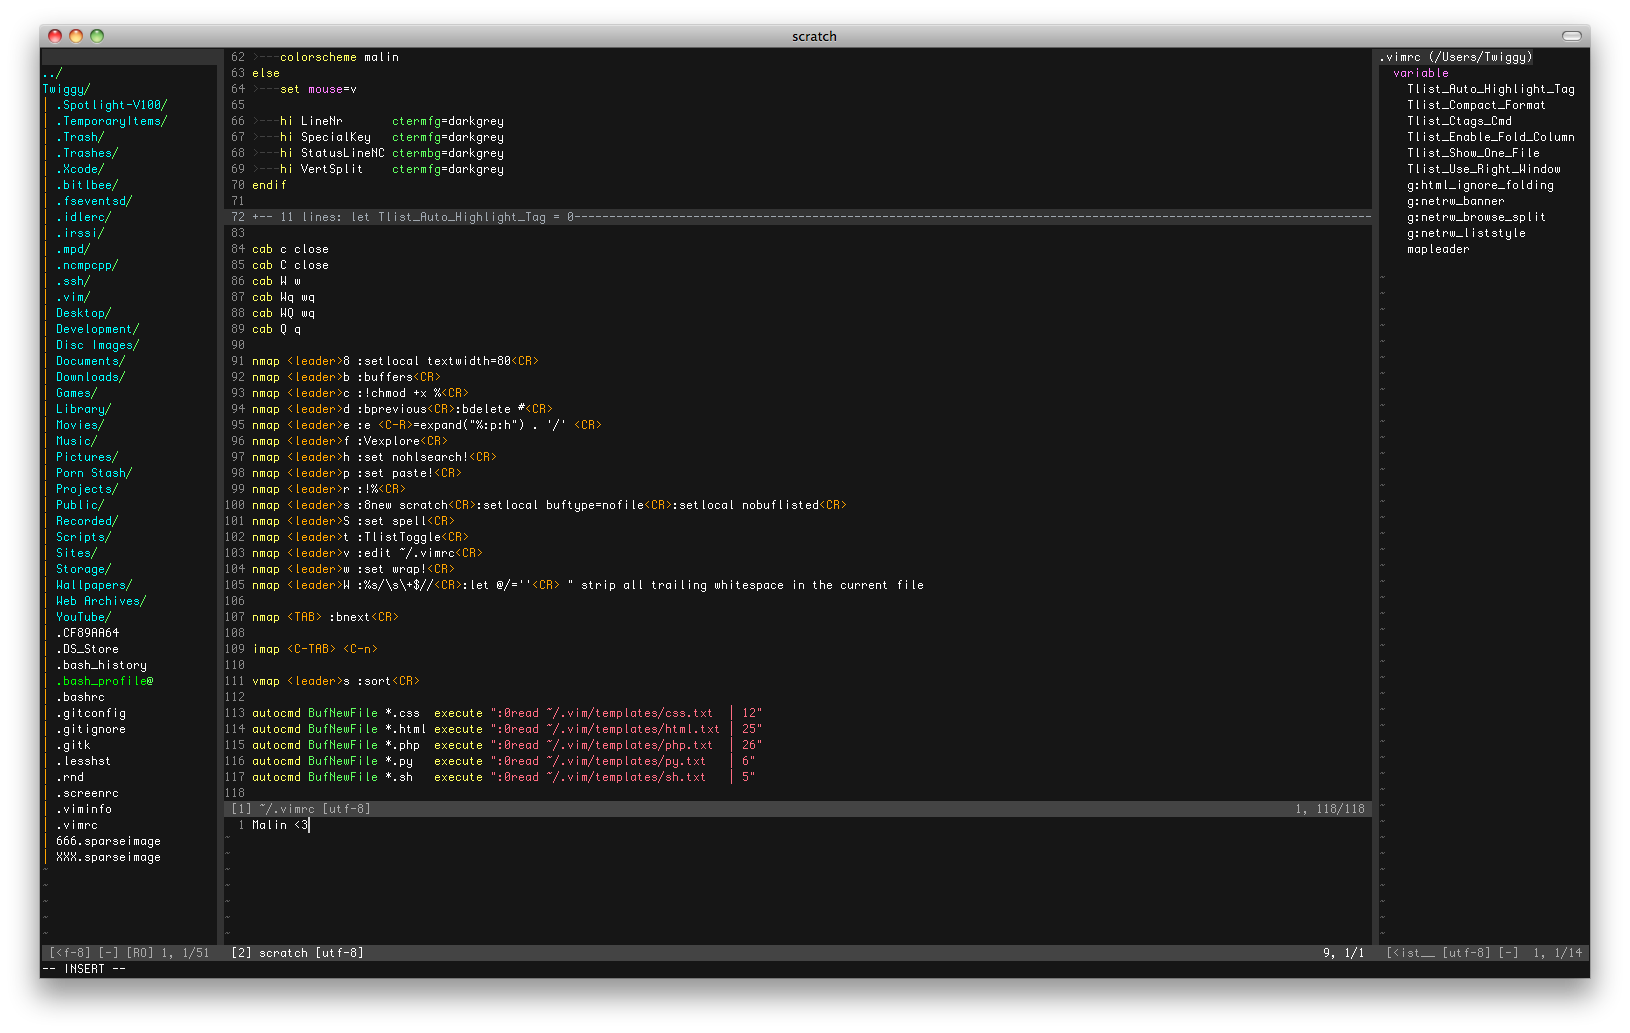 scratch
../
Twiggy/
| .Spotlight-V100/
| .TemporaryItems/
| .Trash/
| .Trashes/
| .Xcode/
| .bitlbee/
| .fseventsd/
| .idlerc/
| .irssi/
| .mpd/
| .ncmpcpp/
| .ssh/
| .vim/
| Desktop/
| Development/
| Disc Images/
| Documents/
| Downloads/
| Games/
| Library/
| Movies/
| Music/
| Pictures/
| Porn Stash/
| Projects/
| Public/
| Recorded/
| Scripts/
| Sites/
| Storage/
| Wallpapers/
| Web Archives/
| YouTube/
| .CF89AA64
| .DS_Store
| .bash_history
| .bash_profile@
| .bashrc
| .gitconfig
| .gitignore
| .gitk
| .lesshst
| .rnd
| .screenrc
| .viminfo
| .vimrc
| 666.sparseimage
| XXX.sparseimage
~
~
~
~
~
[<f-8] [-] [RO] 1, 1/51
62 >---colorscheme malin
63 else
64 >---set mouse=v
65
66 >---hi LineNr       ctermfg=darkgrey
67 >---hi SpecialKey   ctermfg=darkgrey
68 >---hi StatusLineNC ctermbg=darkgrey
69 >---hi VertSplit    ctermfg=darkgrey
70 endif
71
72 +-- 11 lines: let Tlist_Auto_Highlight_Tag = 0------------------------------------------------------------------------------------------------------------------
83
84 cab c close
85 cab C close
86 cab W w
87 cab Wq wq
88 cab WQ wq
89 cab Q q
90
91 nmap <leader>8 :setlocal textwidth=80<CR>
92 nmap <leader>b :buffers<CR>
93 nmap <leader>c :!chmod +x %<CR>
94 nmap <leader>d :bprevious<CR>:bdelete #<CR>
95 nmap <leader>e :e <C-R>=expand("%:p:h") . '/' <CR>
96 nmap <leader>f :Vexplore<CR>
97 nmap <leader>h :set nohlsearch!<CR>
98 nmap <leader>p :set paste!<CR>
99 nmap <leader>r :!%<CR>
100 nmap <leader>s :8new scratch<CR>:setlocal buftype=nofile<CR>:setlocal nobuflisted<CR>
101 nmap <leader>S :set spell<CR>
102 nmap <leader>t :TlistToggle<CR>
103 nmap <leader>v :edit ~/.vimrc<CR>
104 nmap <leader>w :set wrap!<CR>
105 nmap <leader>W :%s/\s\+$//<CR>:let @/=''<CR> " strip all trailing whitespace in the current file
106
107 nmap <TAB> :bnext<CR>
108
109 imap <C-TAB> <C-n>
110
111 vmap <leader>s :sort<CR>
112
113 autocmd BufNewFile *.css  execute ":0read ~/.vim/templates/css.txt  | 12"
114 autocmd BufNewFile *.html execute ":0read ~/.vim/templates/html.txt | 25"
115 autocmd BufNewFile *.php  execute ":0read ~/.vim/templates/php.txt  | 26"
116 autocmd BufNewFile *.py   execute ":0read ~/.vim/templates/py.txt   | 6"
117 autocmd BufNewFile *.sh   execute ":0read ~/.vim/templates/sh.txt   | 5"
118
[1] ~/.vimrc [utf-8] 1, 118/118
1 Malin <3
~
~
~
~
~
~
~
[2] scratch [utf-8] 9, 1/1
.vimrc (/Users/Twiggy)
variable
Tlist_Auto_Highlight_Tag
Tlist_Compact_Format
Tlist_Ctags_Cmd
Tlist_Enable_Fold_Column
Tlist_Show_One_File
Tlist_Use_Right_Window
g:html_ignore_folding
g:netrw_banner
g:netrw_browse_split
g:netrw_liststyle
mapleader
[<ist__ [utf-8] [-]  1, 1/14
-- INSERT --